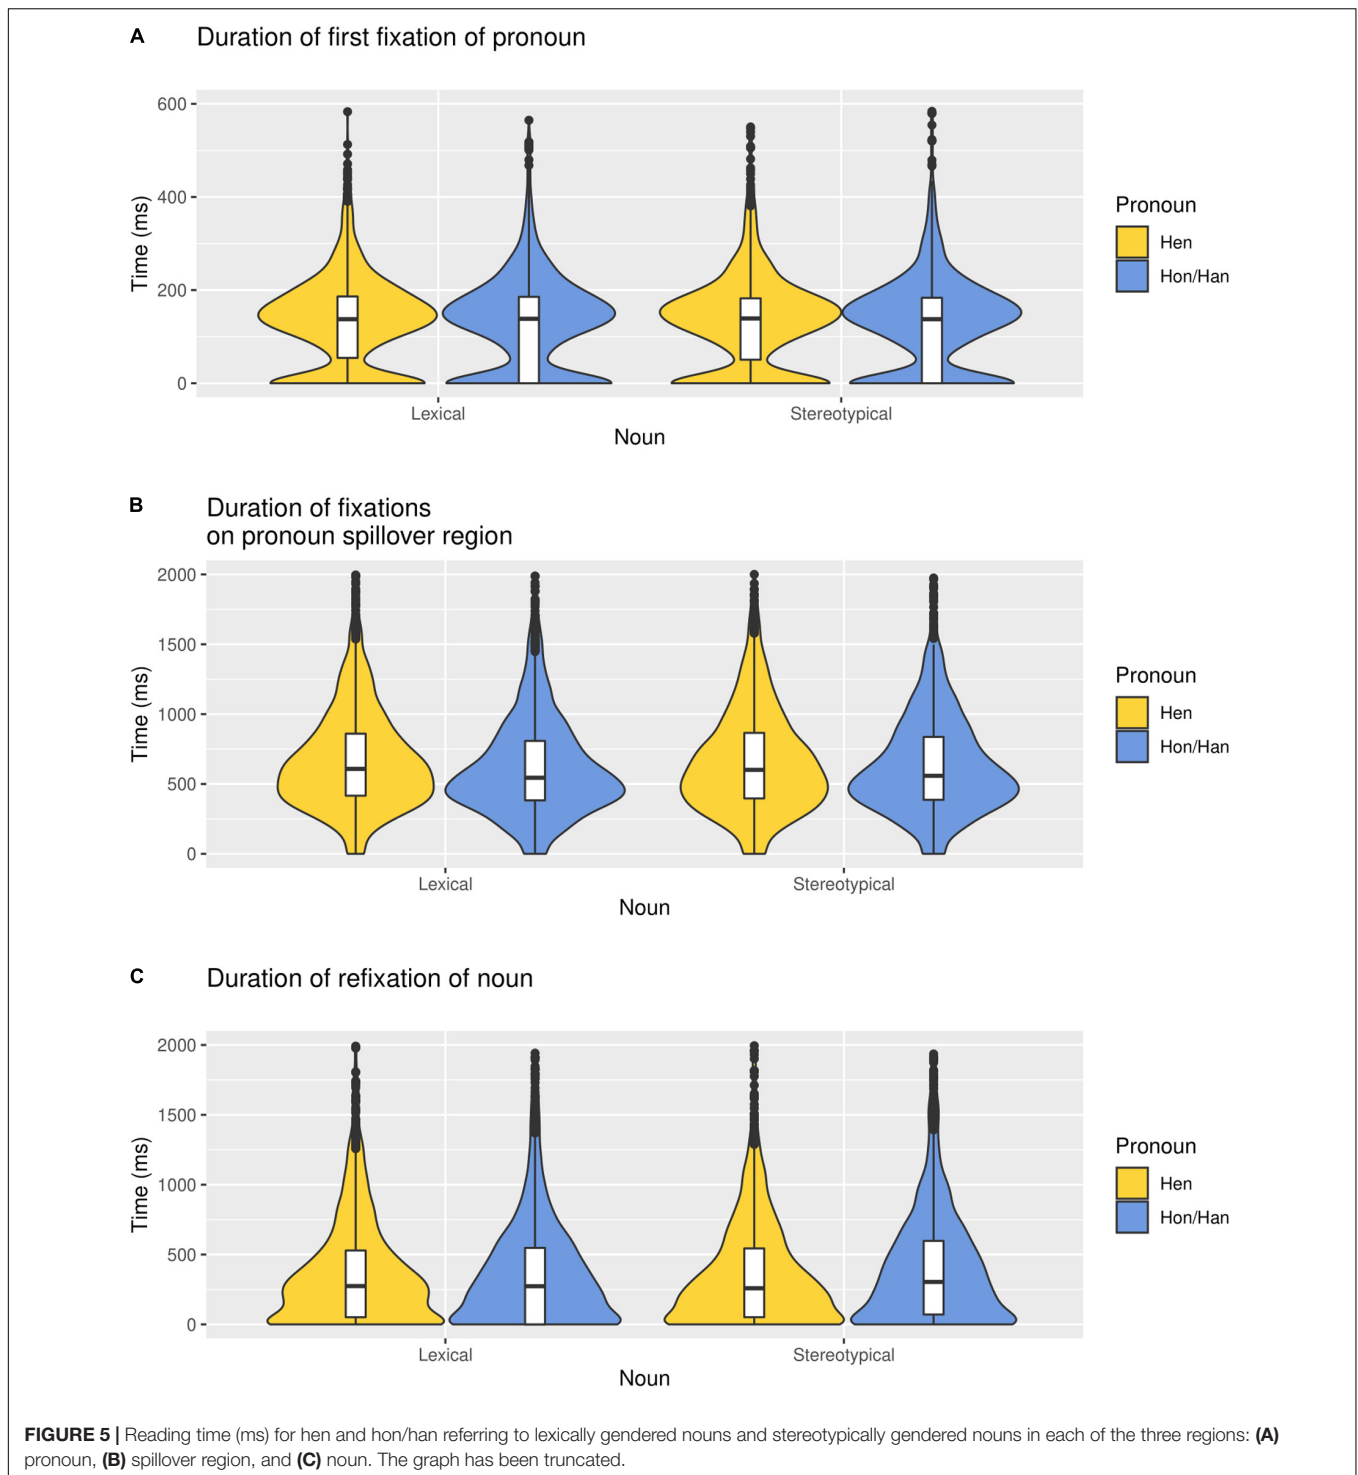 A Duration of first fixation of pronoun
600
400
200
0
Time (ms)
Lexical Stereotypical
Noun
Pronoun
Hen
Hon/Han
B Duration of fixations
on pronoun spillover region
2000
1500
1000
500
0
Time (ms)
Lexical Stereotypical
Noun
Pronoun
Hen
Hon/Han
C Duration of refixation of noun
2000
1500
1000
500
0
Time (ms)
Lexical Stereotypical
Noun
Pronoun
Hen
Hon/Han
FIGURE 5 | Reading time (ms) for hen and hon/han referring to lexically gendered nouns and stereotypically gendered nouns in each of the three regions: (A)
pronoun, (B) spillover region, and (C) noun. The graph has been truncated.